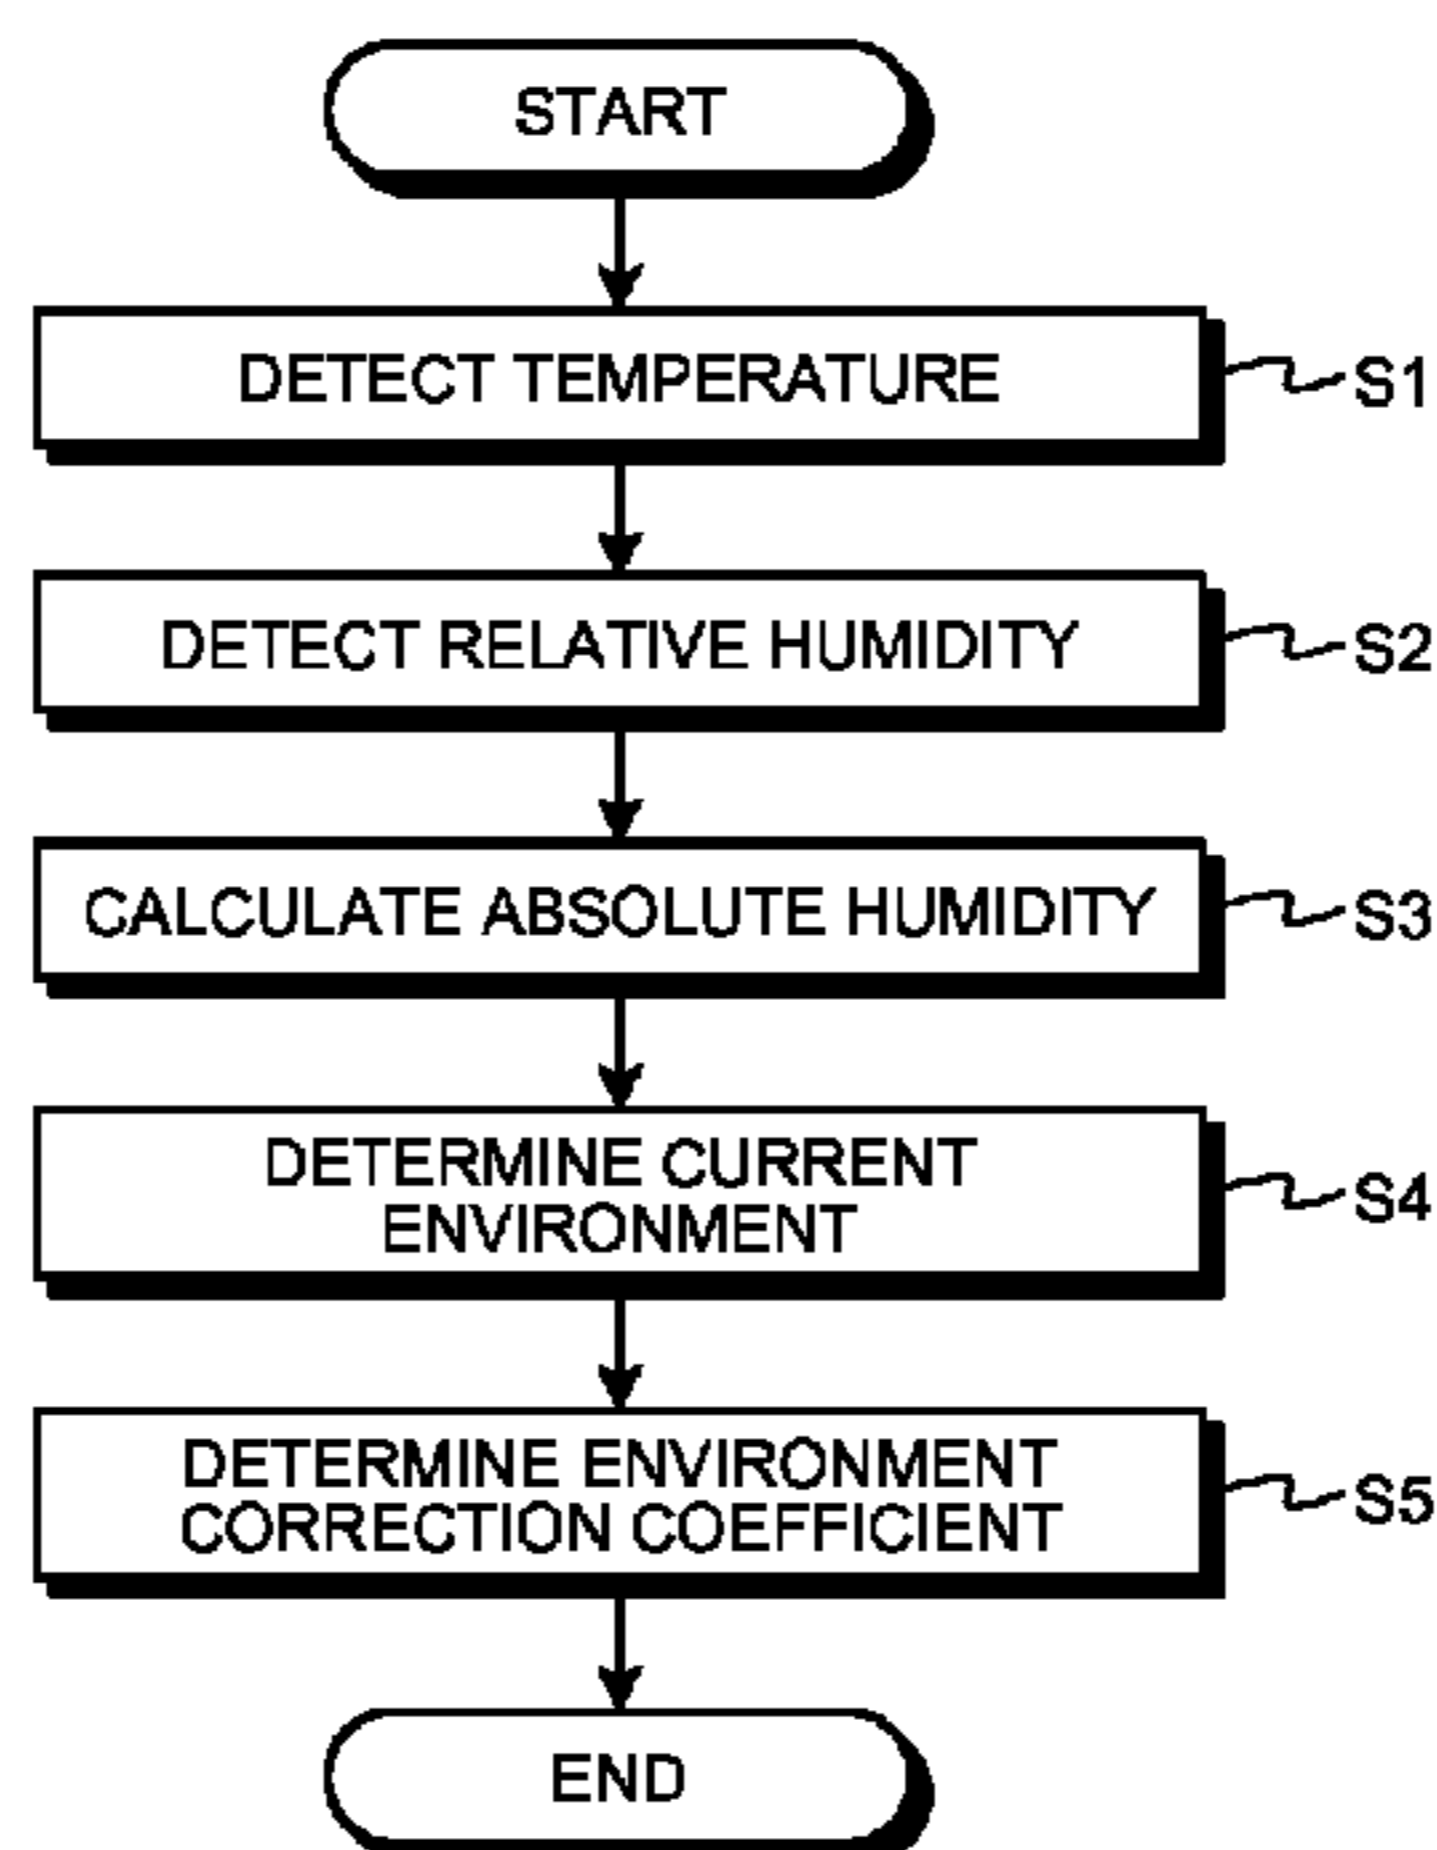 START
DETECT TEMPERATURE
S1
DETECT RELATIVE HUMIDITY
S2
CALCULATE ABSOLUTE HUMIDITY
S3
DETERMINE CURRENT
ENVIRONMENT
S4
DETERMINE ENVIRONMENT
CORRECTION COEFFICIENT
S5
END